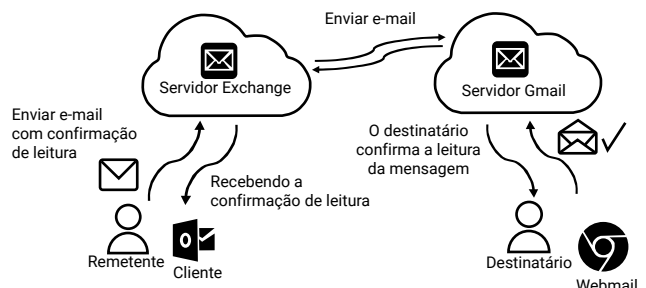 Enviar e-mail
Servidor Exchange
Servidor Gmail
Enviar e-mail
com confirmação
de leitura
O destinatário
confirma a leitura
da mensagem
Recebendo a
confirmação de leitura
Remetente
Cliente
Destinatário
Webmail